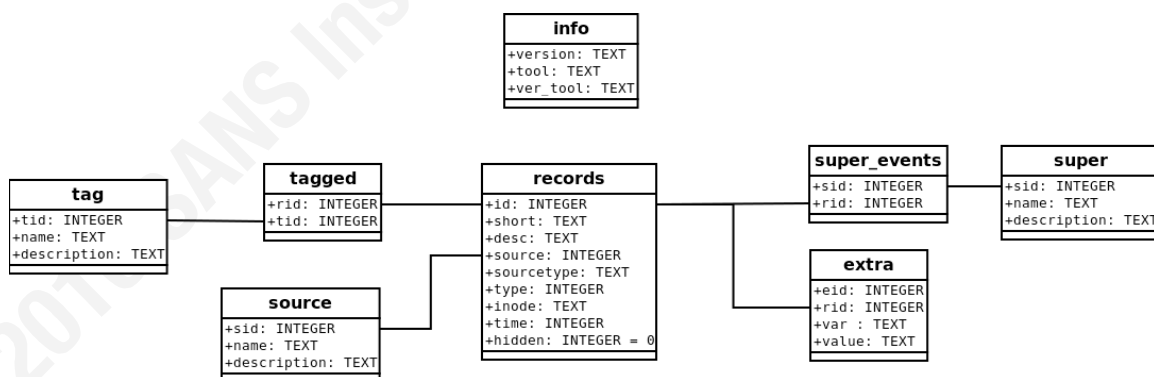 info
+version: TEXT
+tool: TEXT
+ver_tool: TEXT
tag
+tid: INTEGER
+name: TEXT
+description: TEXT
tagged
+rid: INTEGER
+tid: INTEGER
source
+sid: INTEGER
+name: TEXT
+description: TEXT
records
+id: INTEGER
+short: TEXT
+desc: TEXT
+source: INTEGER
+sourcetype: TEXT
+type: INTEGER
+inode: TEXT
+time: INTEGER
+hidden: INTEGER = 0
super_events
+sid: INTEGER
+rid: INTEGER
super
+sid: INTEGER
+name: TEXT
+description: TEXT
extra
+eid: INTEGER
+rid: INTEGER
+var : TEXT
+value: TEXT
SANS